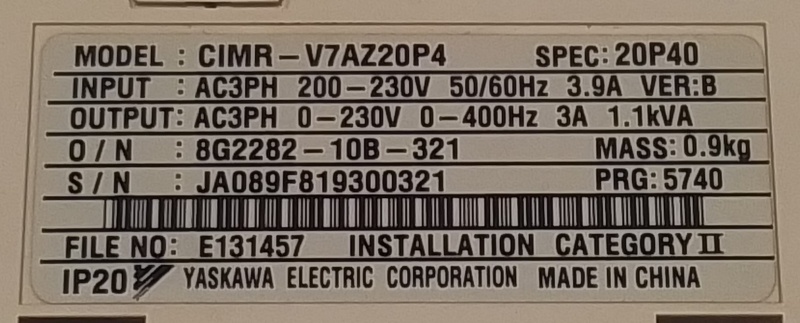 MODEL : CIMR-V7AZ20P4 SPEC: 20P40
INPUT : AC3PH 200-230V 50/60Hz 3.9A VER:B
OUTPUT: AC3PH 0-230V 0-400Hz 3A 1.1kVA
O / N : 8G2282-10B-321 MASS: 0.9kg
S / N : JA089F819300321 PRG: 5740
FILE NO: E131457 INSTALLATION CATEGORY II
IP20 YASKAWA ELECTRIC CORPORATION MADE IN CHINA